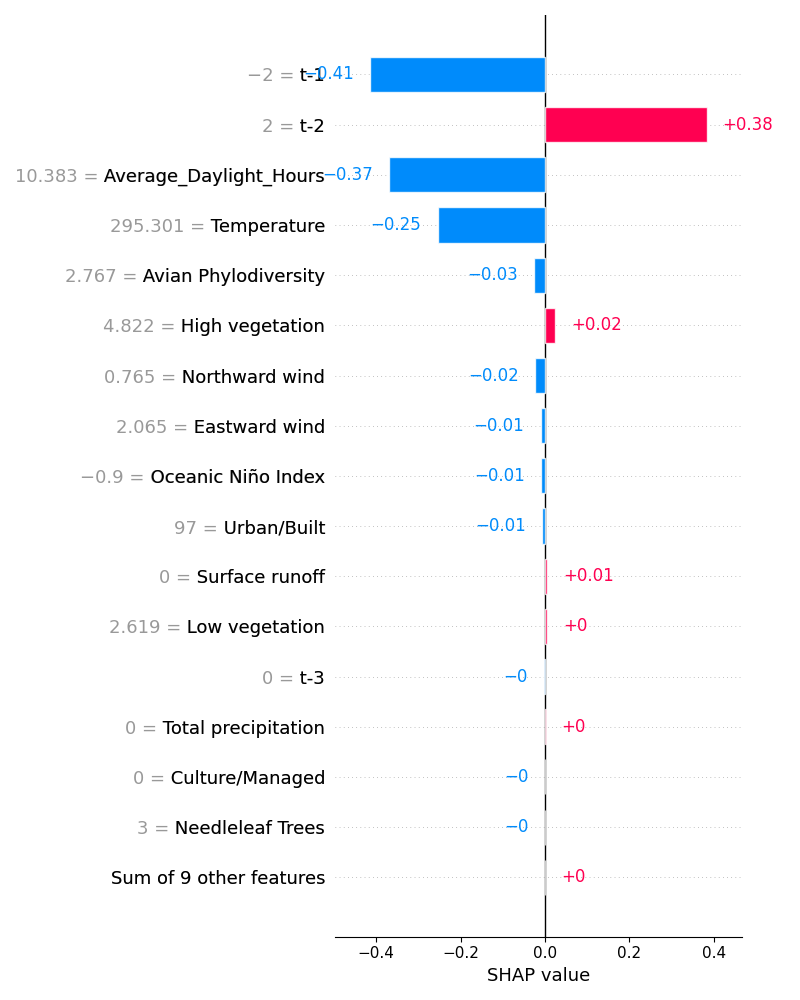 −2 = t-1 −0.41
2 = t-2 +0.38
10.383 = Average_Daylight_Hours −0.37
295.301 = Temperature −0.25
2.767 = Avian Phylodiversity −0.03
4.822 = High vegetation +0.02
0.765 = Northward wind −0.02
2.065 = Eastward wind −0.01
−0.9 = Oceanic Niño Index −0.01
97 = Urban/Built −0.01
0 = Surface runoff +0.01
2.619 = Low vegetation +0
0 = t-3 −0
0 = Total precipitation +0
0 = Culture/Managed −0
3 = Needleleaf Trees −0
Sum of 9 other features +0
−0.4 −0.2 0.0 0.2 0.4
SHAP value